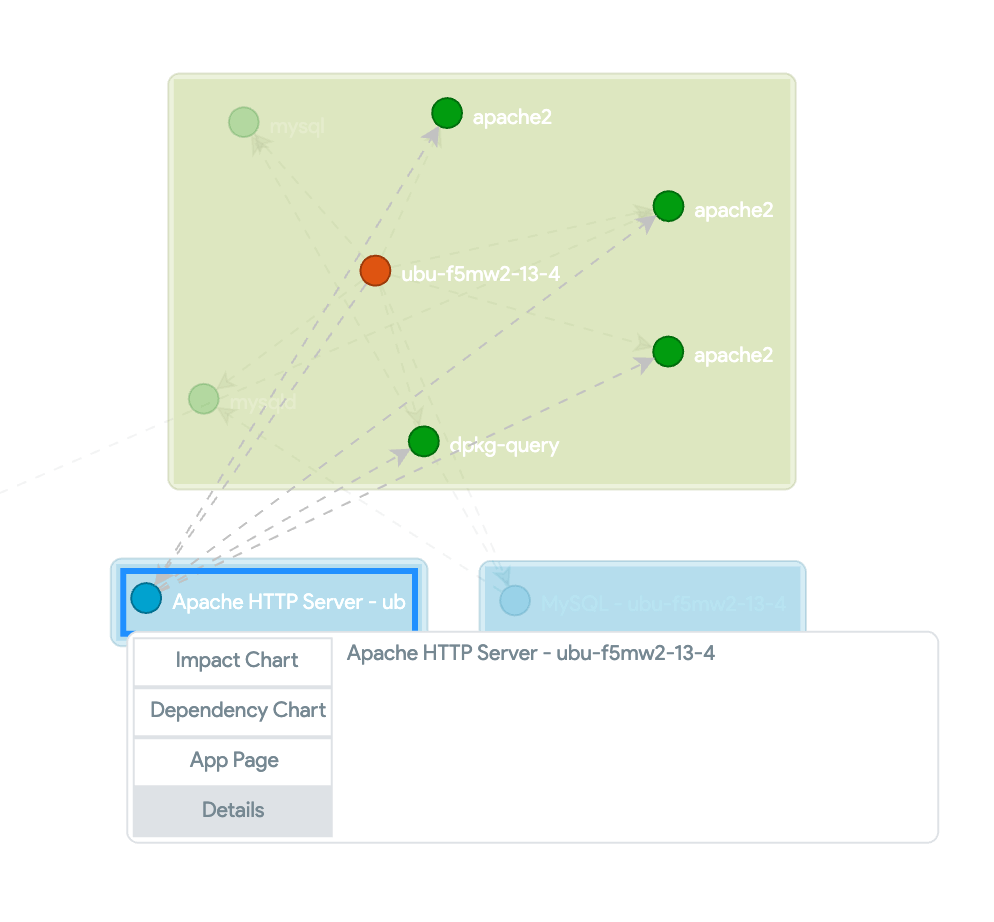 mysql
apache2
apache2
ubu-f5mw2-13-4
apache2
mysqld
dpkg-query
Apache HTTP Server - ub
MySQL - ubu-f5mw2-13-4
Impact Chart
Apache HTTP Server - ubu-f5mw2-13-4
Dependency Chart
App Page
Details